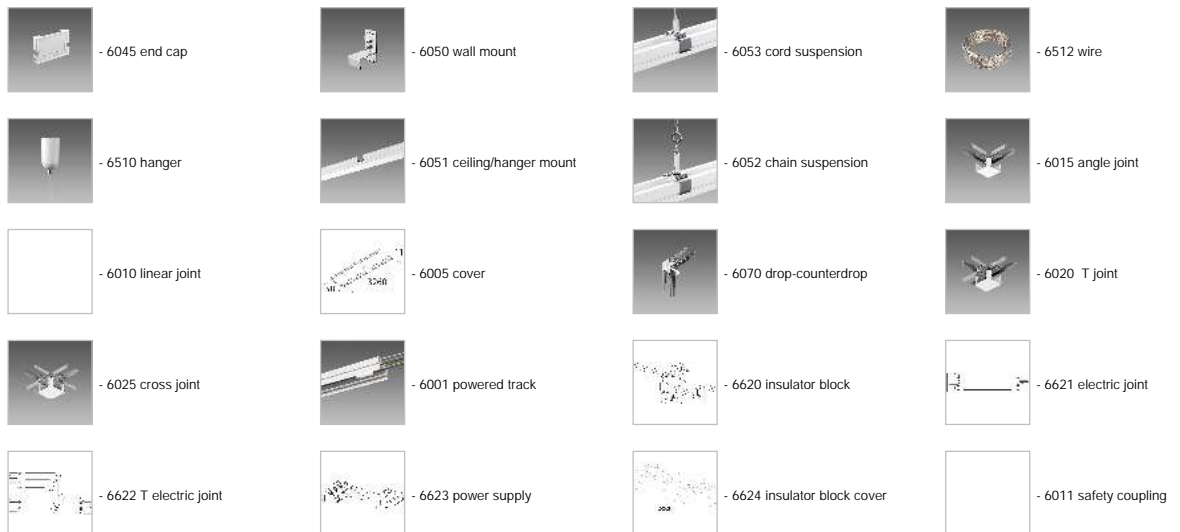 - 6045 end cap
- 6050 wall mount
- 6053 cord suspension
- 6512 wire
- 6510 hanger
- 6051 ceiling/hanger mount
- 6052 chain suspension
- 6015 angle joint
- 6010 linear joint
- 6005 cover
- 6070 drop-counterdrop
- 6020  T joint
- 6025 cross joint
- 6001 powered track
- 6620 insulator block
- 6621 electric joint
- 6622 T electric joint
- 6623 power supply
- 6624 insulator block cover
- 6011 safety coupling